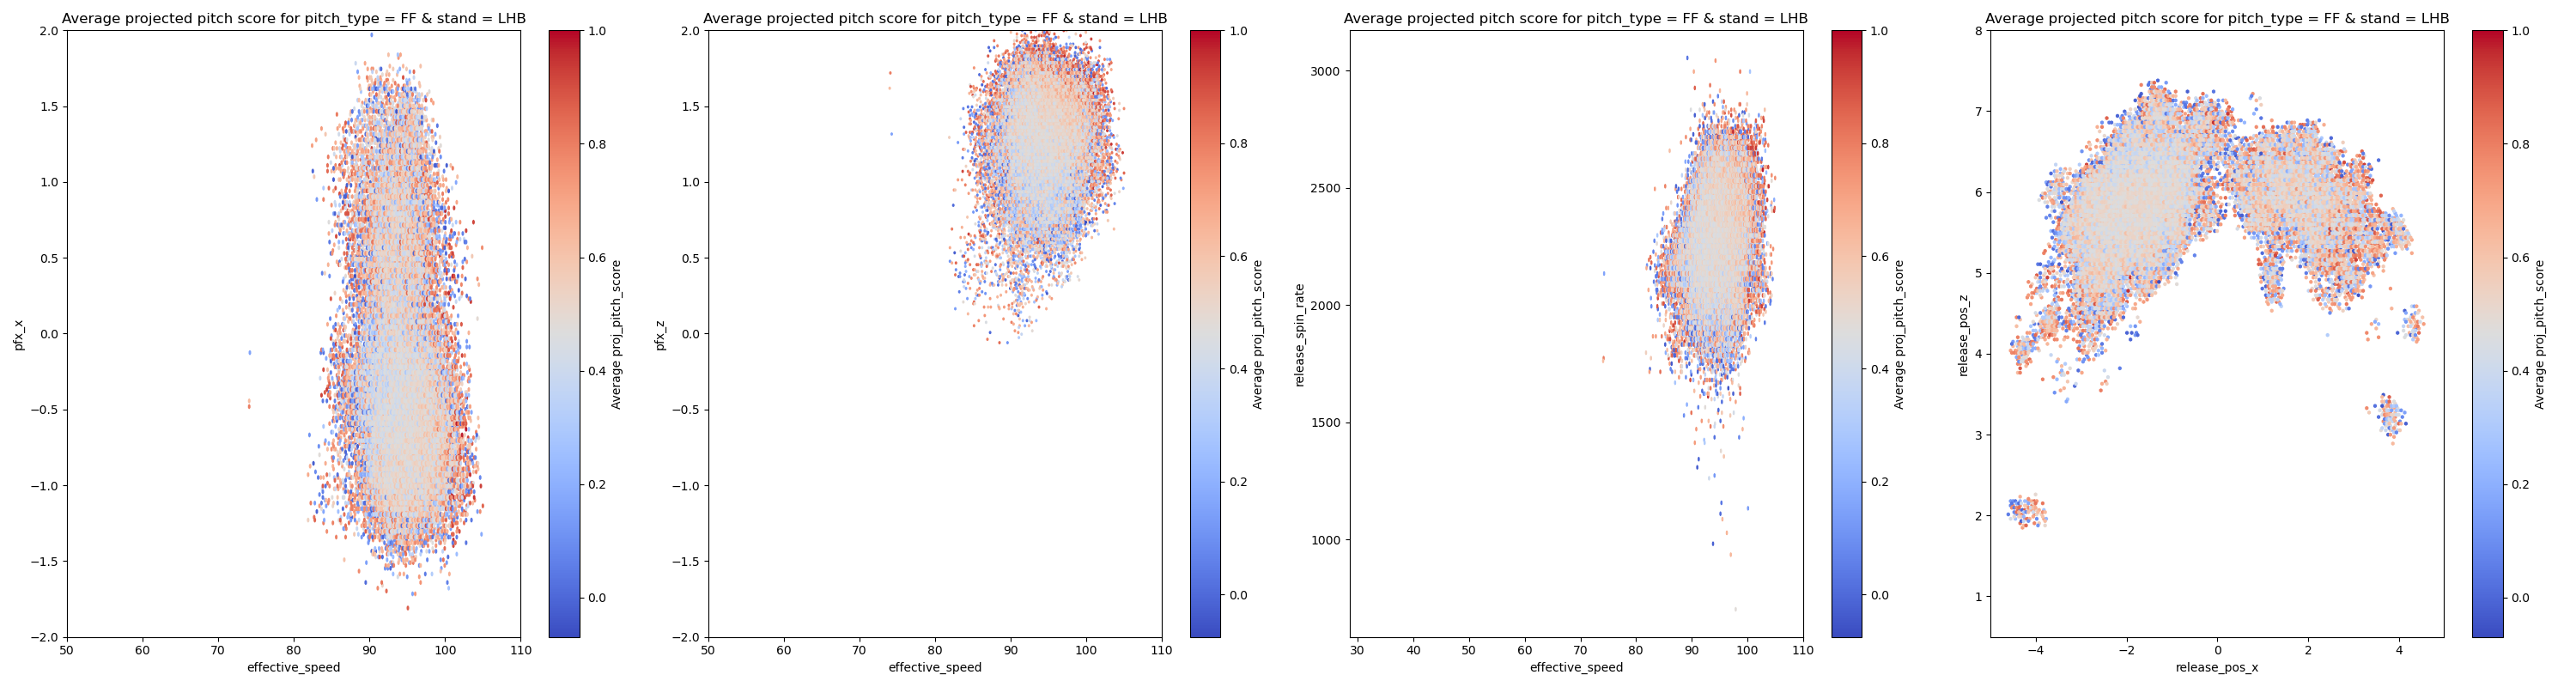 Average projected pitch score for pitch_type = FF & stand = LHB
2.0
1.5
1.0
0.5
0.0
−0.5
−1.0
−1.5
−2.0
pfx_x
50 60 70 80 90 100 110
effective_speed
1.0
0.8
0.6
0.4
0.2
0.0
Average proj_pitch_score
Average projected pitch score for pitch_type = FF & stand = LHB
2.0
1.5
1.0
0.5
0.0
−0.5
−1.0
−1.5
−2.0
pfx_z
50 60 70 80 90 100 110
effective_speed
1.0
0.8
0.6
0.4
0.2
0.0
Average proj_pitch_score
Average projected pitch score for pitch_type = FF & stand = LHB
3000
2500
2000
1500
1000
release_spin_rate
30 40 50 60 70 80 90 100 110
effective_speed
1.0
0.8
0.6
0.4
0.2
0.0
Average proj_pitch_score
Average projected pitch score for pitch_type = FF & stand = LHB
8
7
6
5
4
3
2
1
release_pos_z
−4 −2 0 2 4
release_pos_x
1.0
0.8
0.6
0.4
0.2
0.0
Average proj_pitch_score